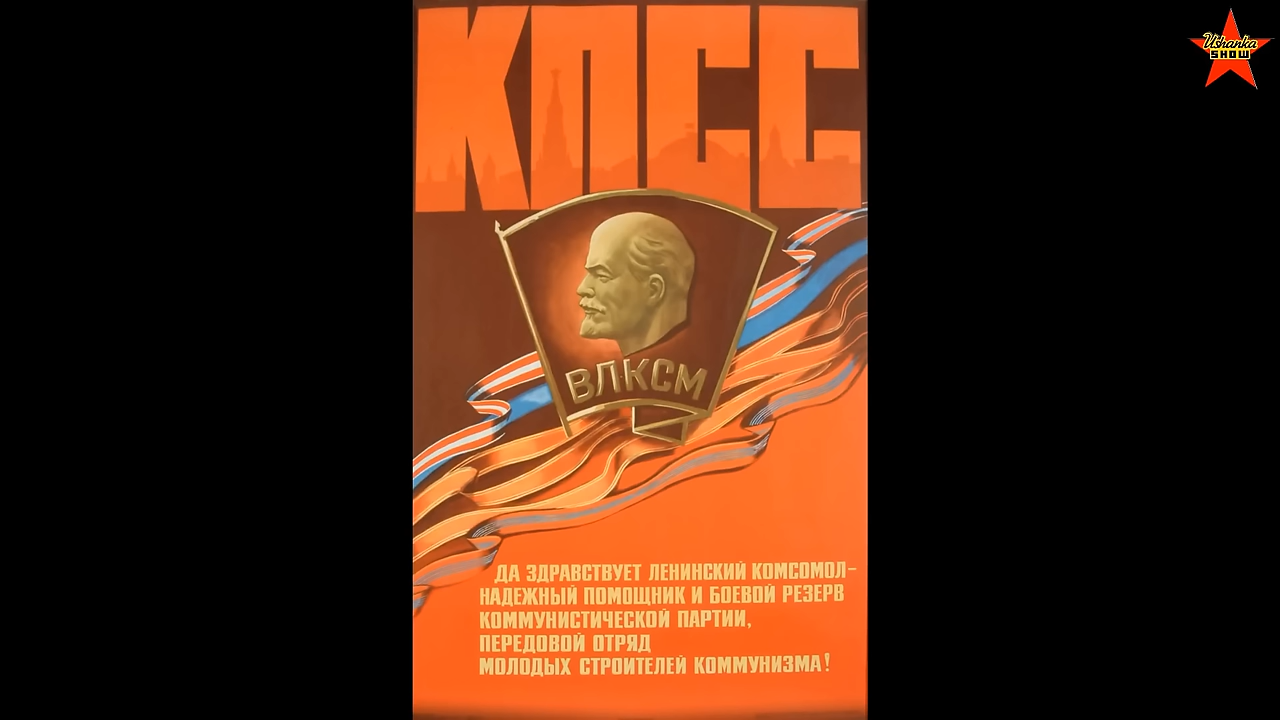 КПСС
Ushanka
SHOW
ВЛКСМ
ДА ЗДРАВСТВУЕТ ЛЕНИНСКИЙ КОМСОМОЛ–
НАДЕЖНЫЙ ПОМОЩНИК И БОЕВОЙ РЕЗЕРВ
КОММУНИСТИЧЕСКОЙ ПАРТИИ,
ПЕРЕДОВОЙ ОТРЯД
МОЛОДЫХ СТРОИТЕЛЕЙ КОММУНИЗМА!